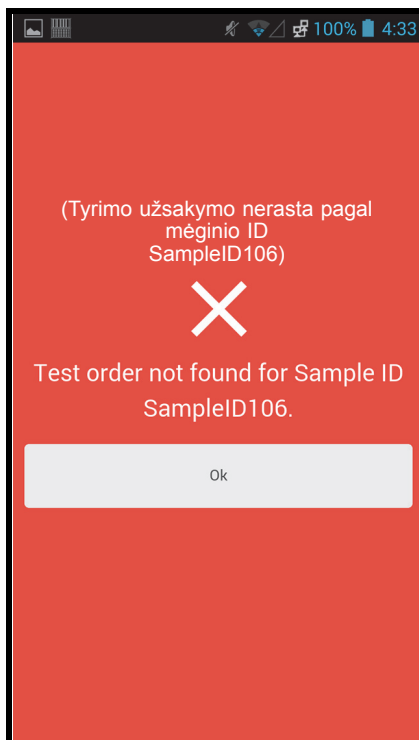 100% 4:33
(Tyrimo užsakymo nerasta pagal
mėginio ID
SampleID106)
Test order not found for Sample ID
SampleID106.
Ok